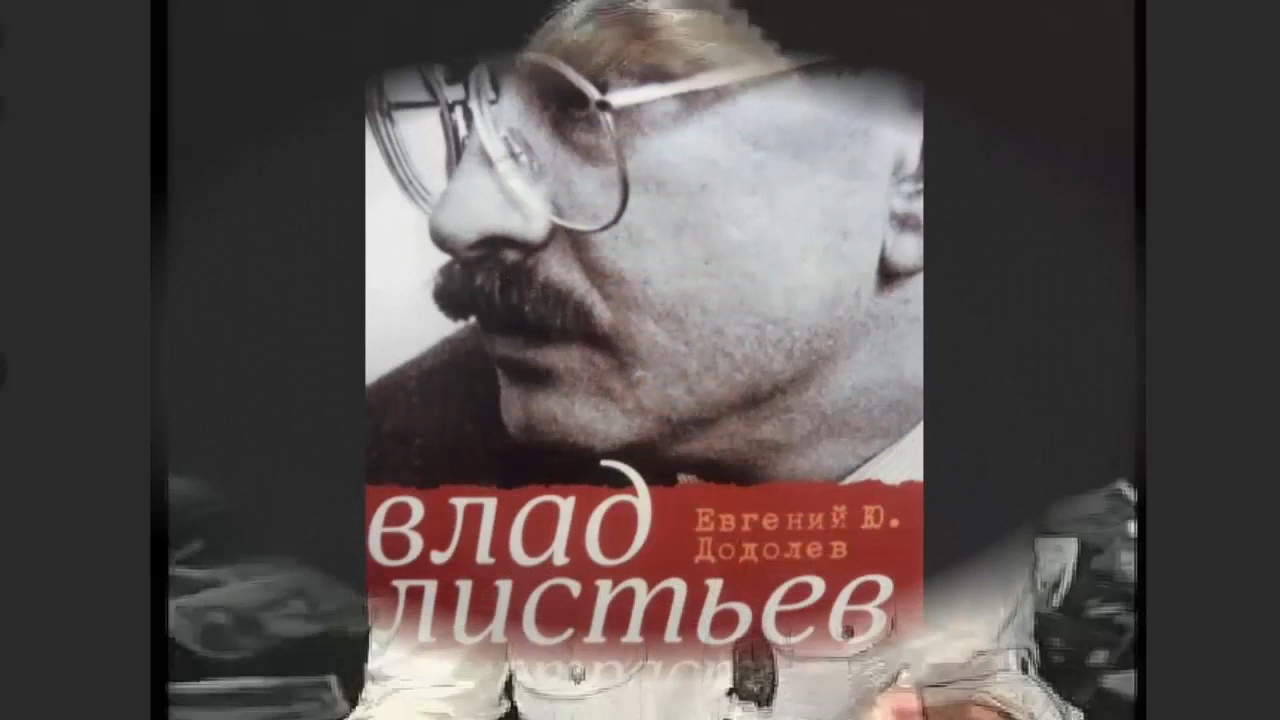 влад
Евгений Ю.
Додолев
листьев